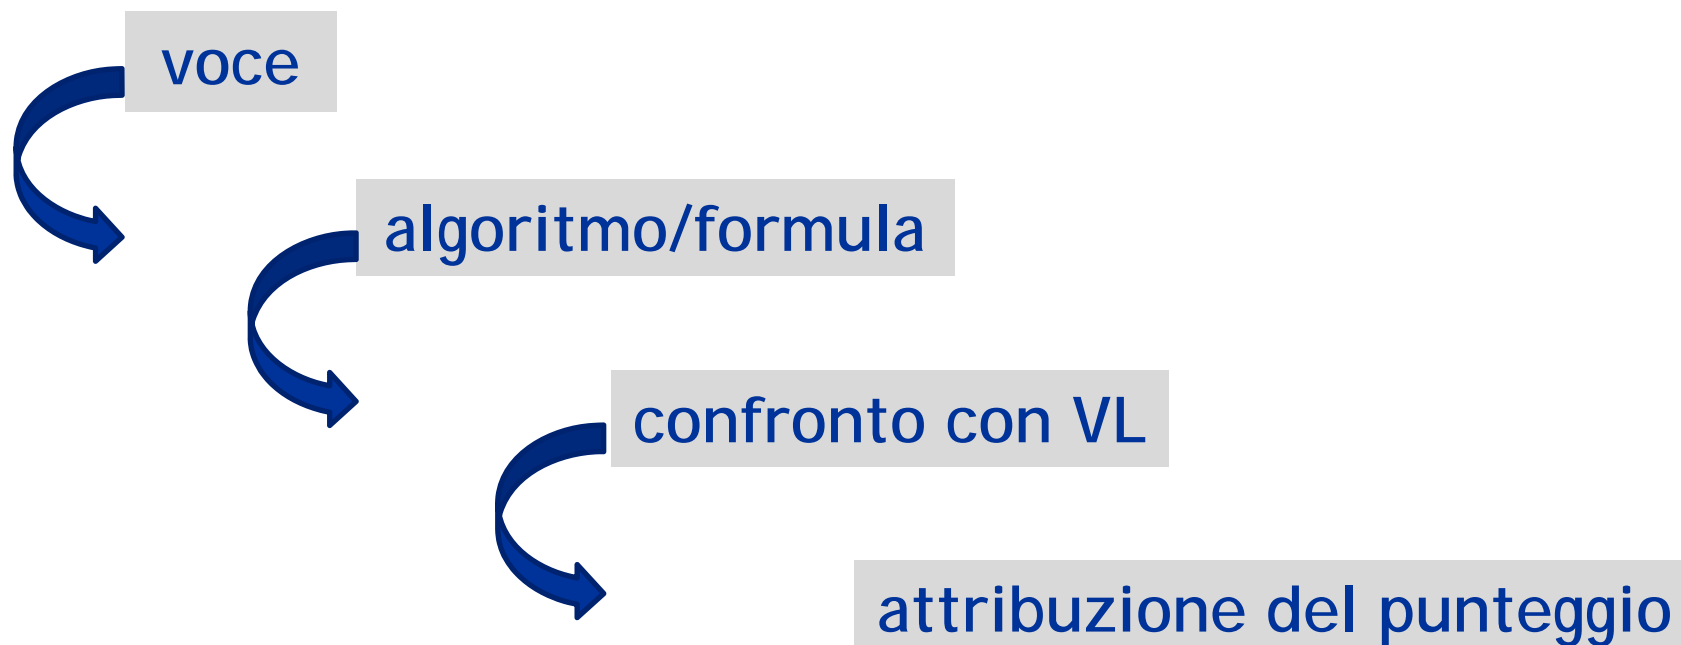 voce
algoritmo/formula
confronto con VL
attribuzione del punteggio